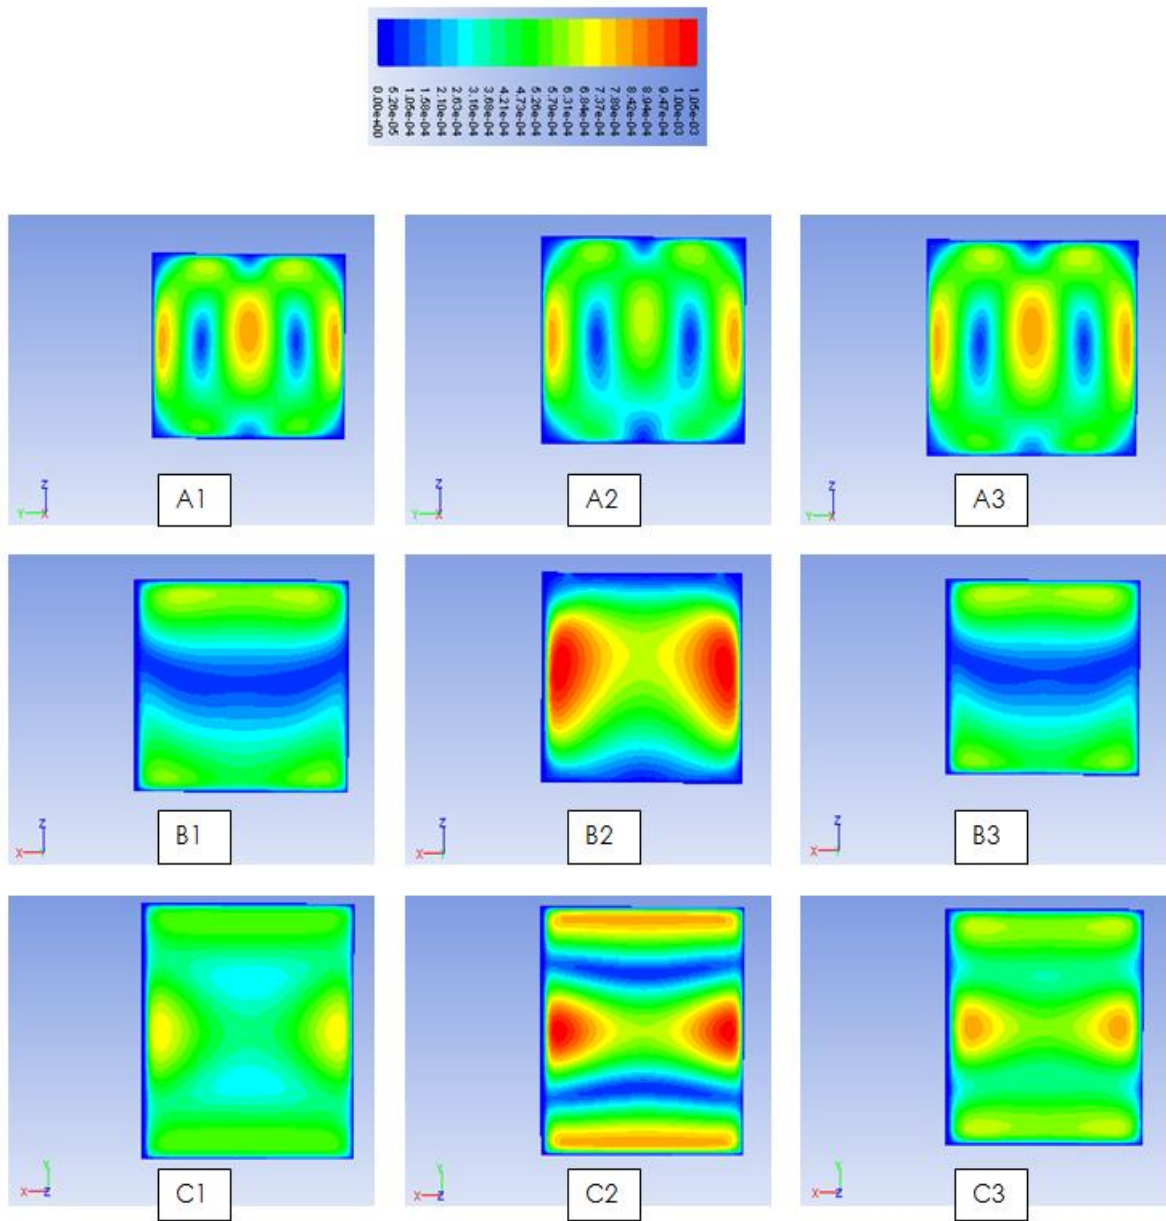 1.05e-03
1.00e-03
9.47e-04
8.94e-04
8.42e-04
7.89e-04
7.37e-04
6.84e-04
6.31e-04
5.79e-04
5.26e-04
4.73e-04
4.21e-04
3.68e-04
3.16e-04
2.63e-04
2.10e-04
1.58e-04
1.05e-04
5.26e-05
0.00e+00
Z
Y X
A1
Z
Y X
A2
Z
Y X
A3
Z
X
B1
Z
X
B2
Z
X
B3
Y
X Z
C1
Y
X Z
C2
Y
X Z
C3